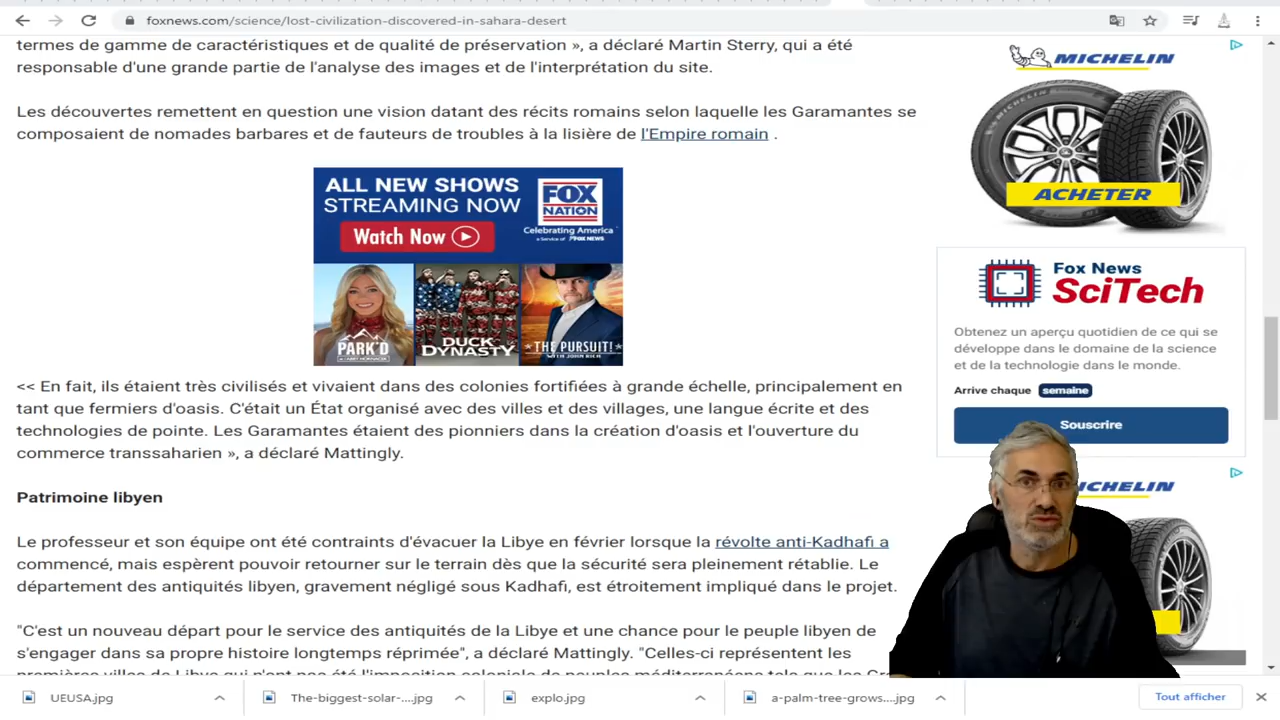 foxnews.com/science/lost-civilization-discovered-in-sahara-desert
termes de gamme de caractéristiques et de qualité de préservation », a déclaré Martin Sterry, qui a été
responsable d'une grande partie de l'analyse des images et de l'interprétation du site.
Les découvertes remettent en question une vision datant des récits romains selon laquelle les Garamantes se
composaient de nomades barbares et de fauteurs de troubles à la lisière de l'Empire romain .
ALL NEW SHOWS
STREAMING NOW
Watch Now
FOX
NATION
Celebrating America
a Service of FOX NEWS
PARK'D
DUCK
DYNASTY
THE PURSUIT!
WITH JOHN RICH
<< En fait, ils étaient très civilisés et vivaient dans des colonies fortifiées à grande échelle, principalement en
tant que fermiers d'oasis. C'était un État organisé avec des villes et des villages, une langue écrite et des
technologies de pointe. Les Garamantes étaient des pionniers dans la création d'oasis et l'ouverture du
commerce transsaharien », a déclaré Mattingly.
Patrimoine libyen
Le professeur et son équipe ont été contraints d'évacuer la Libye en février lorsque la révolte anti-Kadhafi a
commencé, mais espèrent pouvoir retourner sur le terrain dès que la sécurité sera pleinement rétablie. Le
département des antiquités libyen, gravement négligé sous Kadhafi, est étroitement impliqué dans le projet.
"C'est un nouveau départ pour le service des antiquités de la Libye et une chance pour le peuple libyen de
s'engager dans sa propre histoire longtemps réprimée", a déclaré Mattingly. "Celles-ci représentent les
MICHELIN
ACHETER
Fox News
SciTech
Obtenez un aperçu quotidien de ce qui se
développe dans le domaine de la science
et de la technologie dans le monde.
Arrive chaque semaine
Souscrire
UEUSA.jpg
The-biggest-solar-....jpg
explo.jpg
a-palm-tree-grows....jpg
Tout afficher